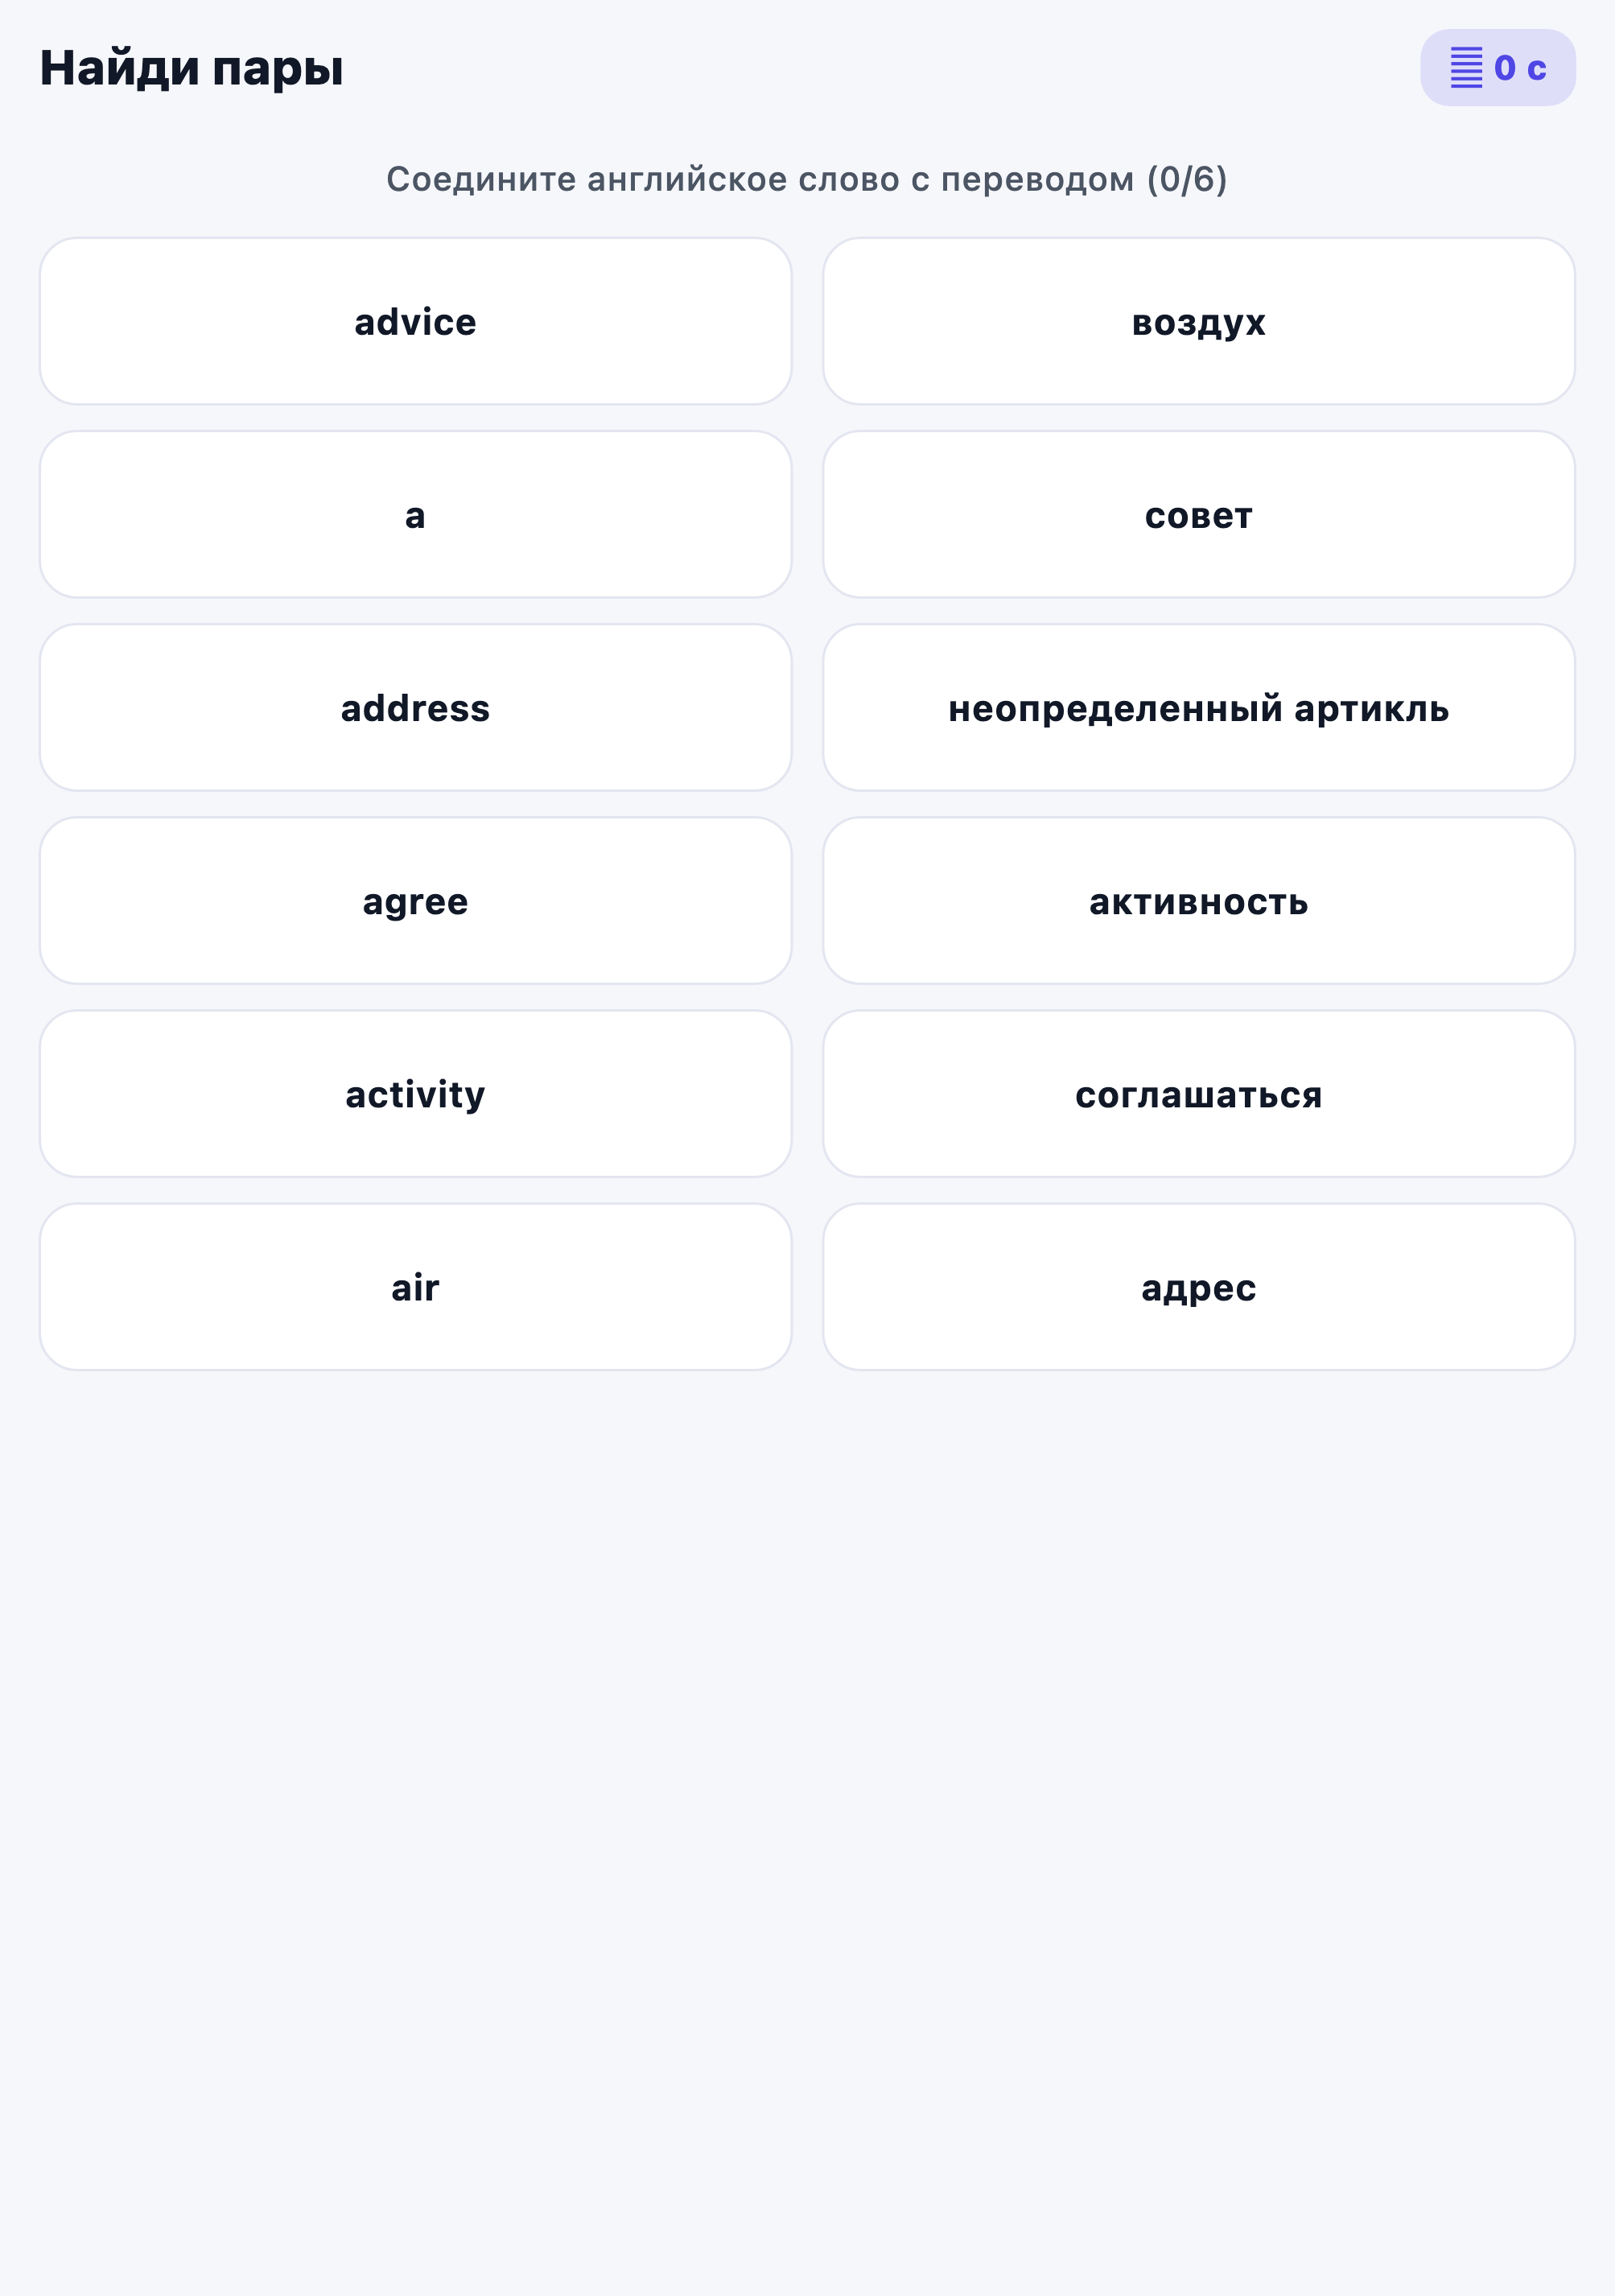 Найди пары
0 с
Соедините английское слово с переводом (0/6)
advice
воздух
a
совет
address
неопределенный артикль
agree
активность
activity
соглашаться
air
адрес